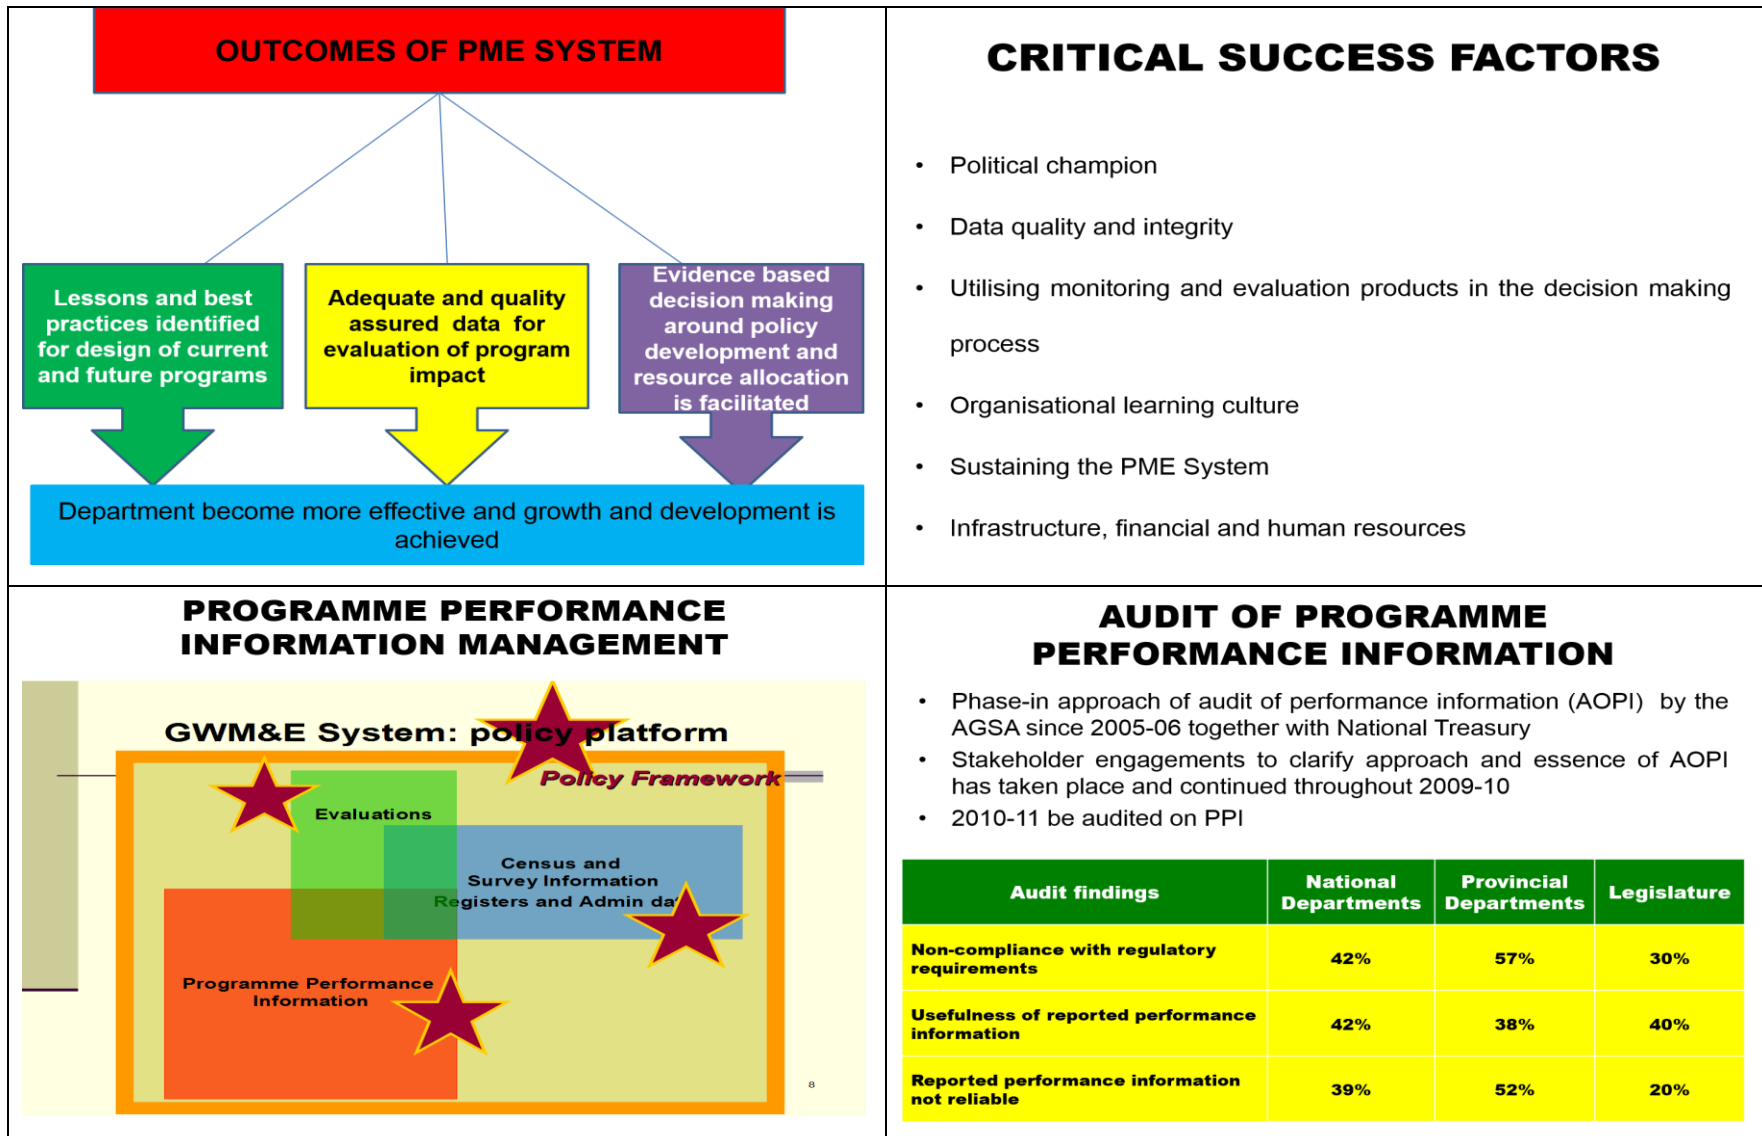 OUTCOMES OF PME SYSTEM
Lessons and best
practices identified
for design of current
and future programs
Adequate and quality
assured data for
evaluation of program
impact
Evidence based
decision making
around policy
development and
resource allocation
is facilitated
Department become more effective and growth and development is
achieved
CRITICAL SUCCESS FACTORS
• Political champion
• Data quality and integrity
• Utilising monitoring and evaluation products in the decision making
process
• Organisational learning culture
• Sustaining the PME System
• Infrastructure, financial and human resources
PROGRAMME PERFORMANCE
INFORMATION MANAGEMENT
GWM&E System: policy platform
Policy Framework
Evaluations
Census and
Survey Information
Registers and Admin
Programme Performance
Information
8
AUDIT OF PROGRAMME
PERFORMANCE INFORMATION
• Phase-in approach of audit of performance information (AOPI) by the
AGSA since 2005-06 together with National Treasury
• Stakeholder engagements to clarify approach and essence of AOPI
has taken place and continued throughout 2009-10
• 2010-11 be audited on PPI
Audit findings
National
Departments
Provincial
Departments
Legislature
Non-compliance with regulatory
requirements
42%
57%
30%
Usefulness of reported performance
information
42%
38%
40%
Reported performance information
not reliable
39%
52%
20%